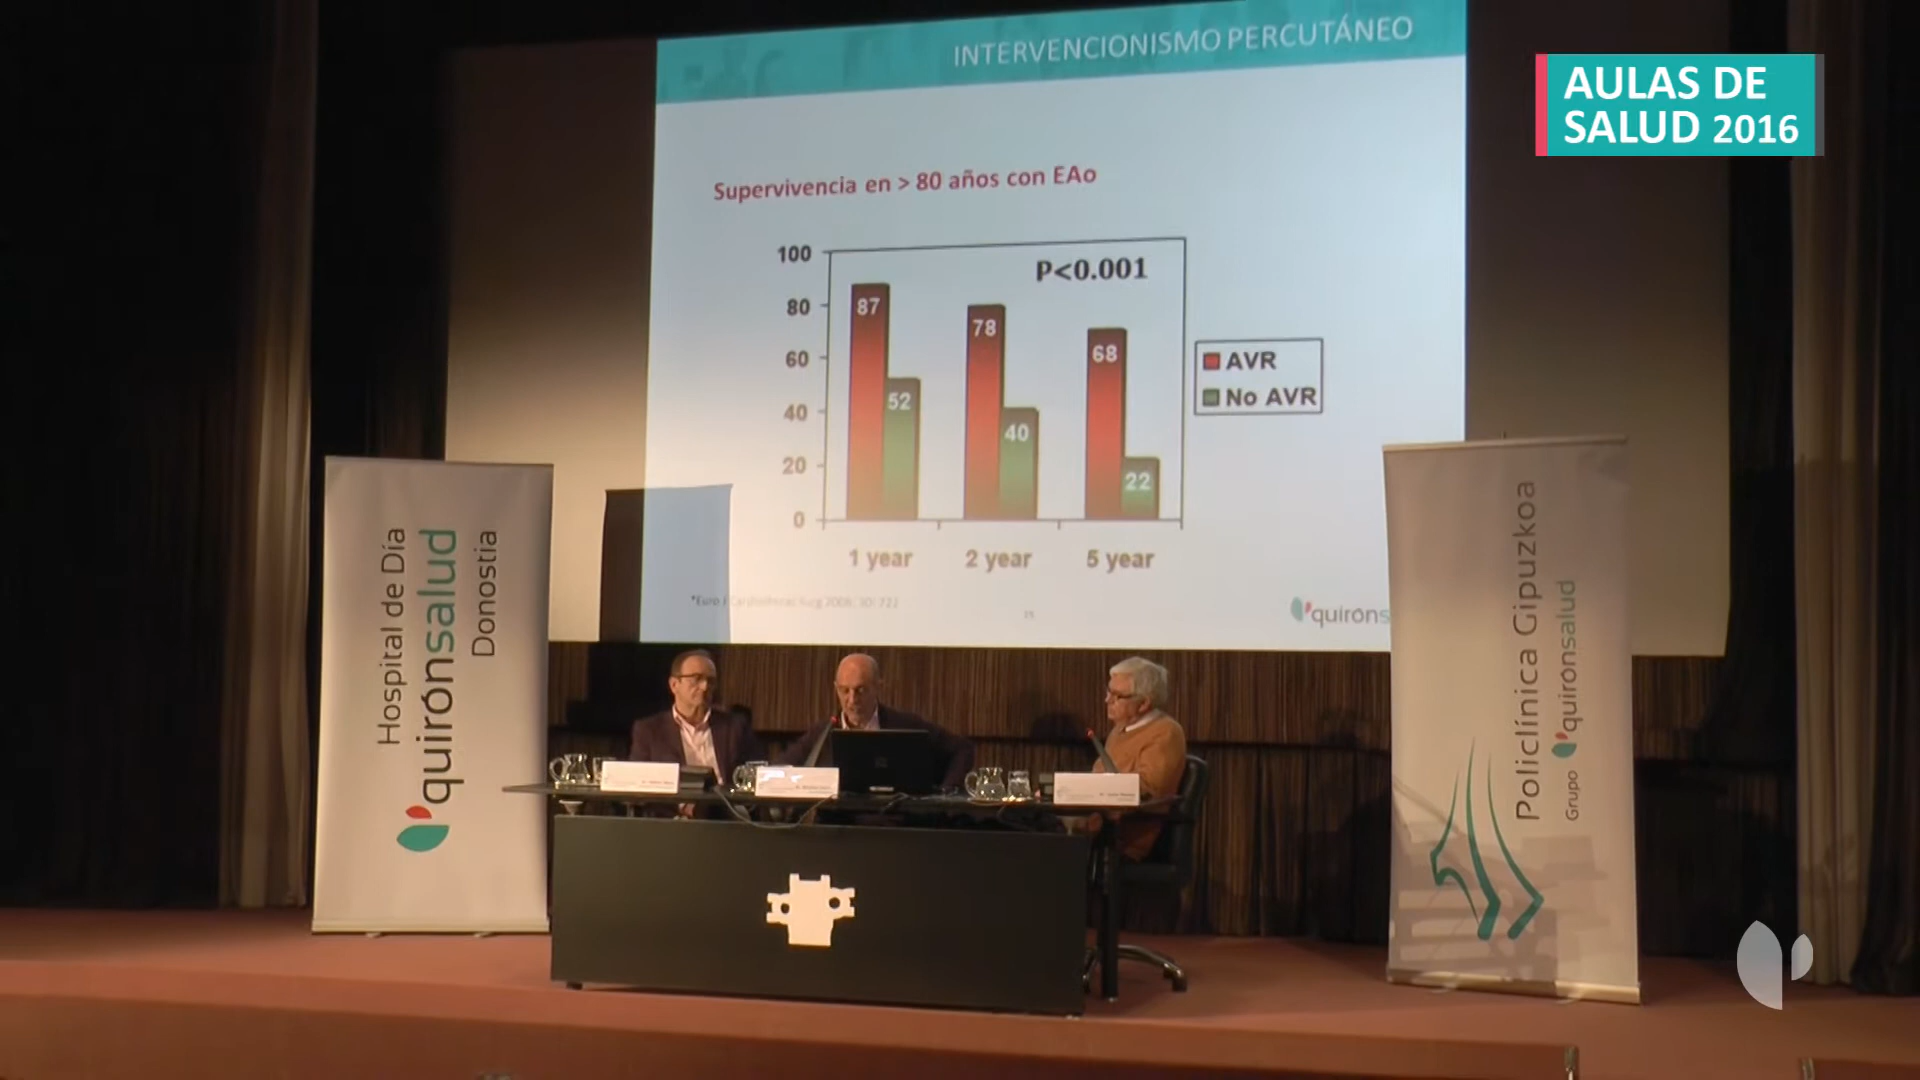 INTERVENCIONISMO PERCUTÁNEO
AULAS DE
SALUD 2016
Supervivencia en > 80 años con EAo
P<0.001
100
80
60
40
20
0
87
52
78
40
68
22
AVR
No AVR
1 year
2 year
5 year
quiróns
Hospital de Día
quirónsalud
Donostia
Policlínica Gipuzkoa
Grupo quirónsalud